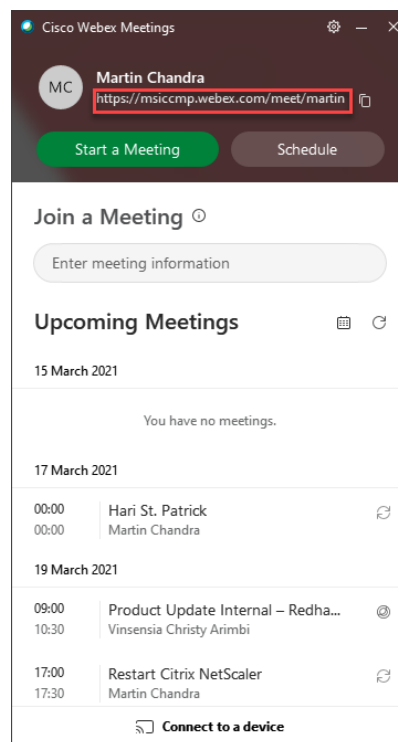 Cisco Webex Meetings
MC
Martin Chandra
https://msiccmp.webex.com/meet/martin
Start a Meeting
Schedule
Join a Meeting
Enter meeting information
Upcoming Meetings
15 March 2021
You have no meetings.
17 March 2021
00:00 Hari St. Patrick
00:00 Martin Chandra
19 March 2021
09:00 Product Update Internal – Redha...
10:30 Vinsensia Christy Arimbi
17:00 Restart Citrix NetScaler
17:30 Martin Chandra
Connect to a device